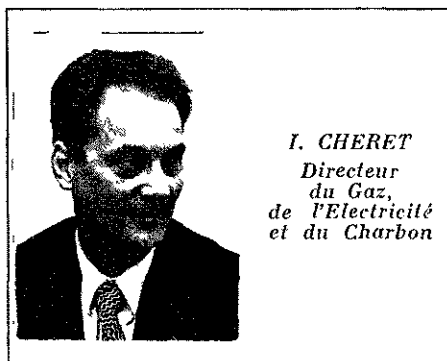 I. CHERET
Directeur
du Gaz,
de l'Electricité
et du Charbon